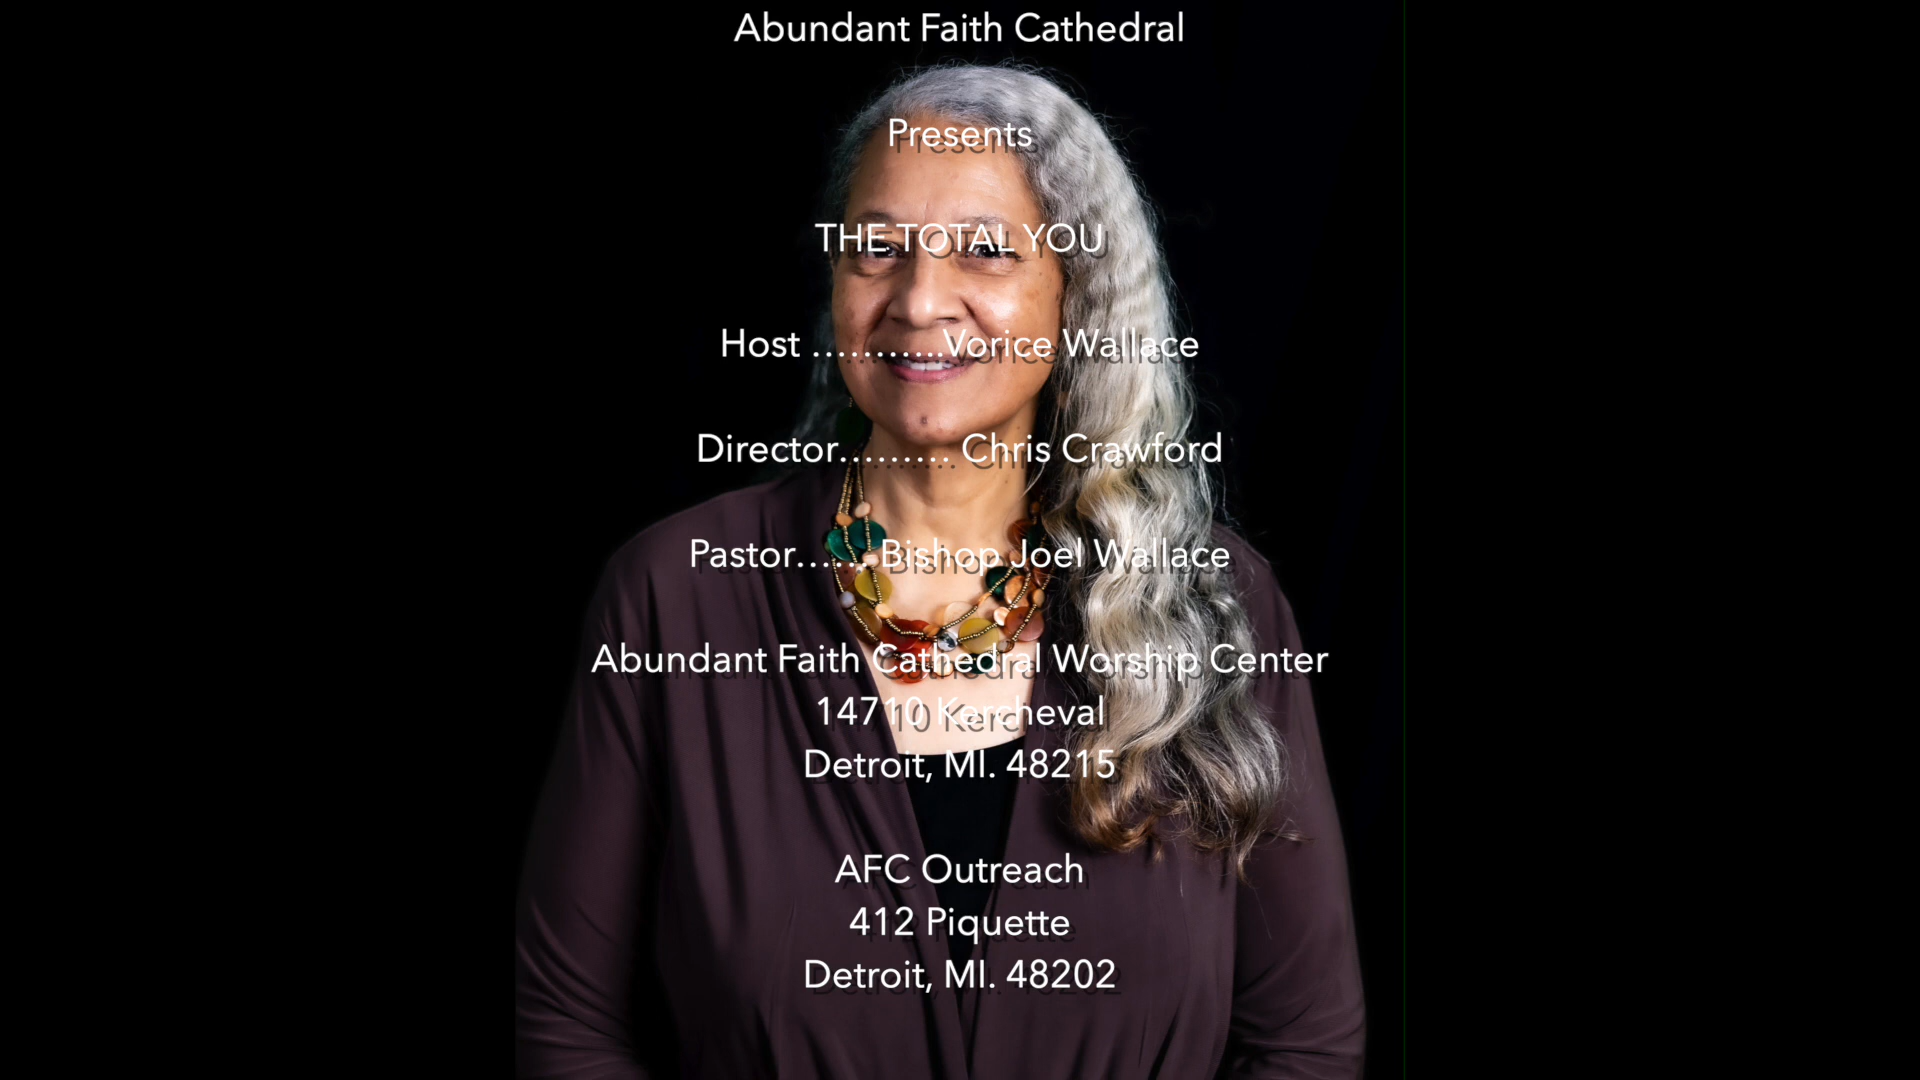 Abundant Faith Cathedral
Presents
THE TOTAL YOU
Host ………..Vorice Wallace
Director……… Chris Crawford
Pastor…... Bishop Joel Wallace
Abundant Faith Cathedral Worship Center
14710 Kercheval
Detroit, MI. 48215
AFC Outreach
412 Piquette
Detroit, MI. 48202